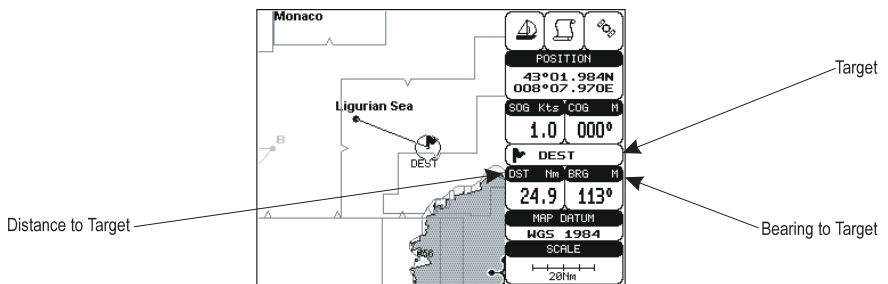 Monaco
POSITION
43°01.984N
008°07.970E
Target
Ligurian Sea
SOG Kts COG M
1.0 000°
B
DEST
DEST
DST Nm BRG M
24.9 113°
Distance to Target
Bearing to Target
MAP DATUM
WGS 1984
SCALE
20Nm